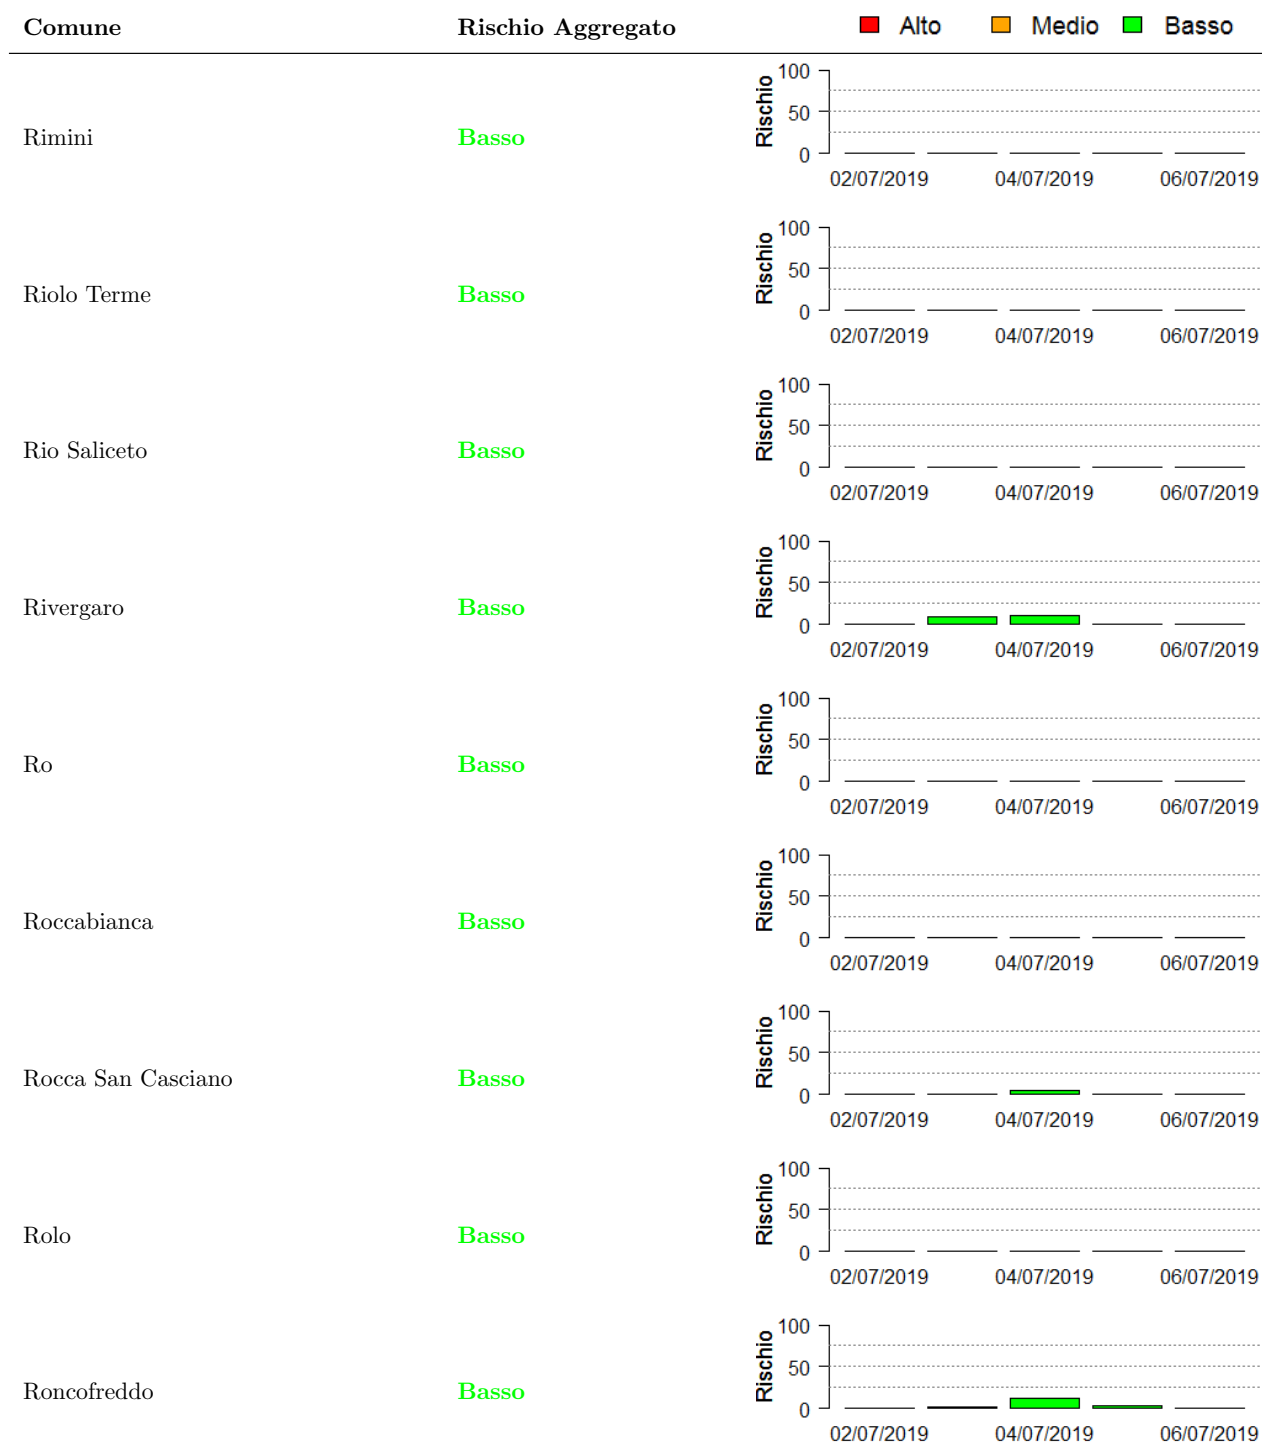 Comune Rischio Aggregato Alto Medio Basso
Rimini Basso Rischio 100 50 0
02/07/2019 04/07/2019 06/07/2019
Riolo Terme Basso Rischio 100 50 0
02/07/2019 04/07/2019 06/07/2019
Rio Saliceto Basso Rischio 100 50 0
02/07/2019 04/07/2019 06/07/2019
Rivergaro Basso Rischio 100 50 0
02/07/2019 04/07/2019 06/07/2019
Ro Basso Rischio 100 50 0
02/07/2019 04/07/2019 06/07/2019
Roccabianca Basso Rischio 100 50 0
02/07/2019 04/07/2019 06/07/2019
Rocca San Casciano Basso Rischio 100 50 0
02/07/2019 04/07/2019 06/07/2019
Rolo Basso Rischio 100 50 0
02/07/2019 04/07/2019 06/07/2019
Roncofreddo Basso Rischio 100 50 0
02/07/2019 04/07/2019 06/07/2019